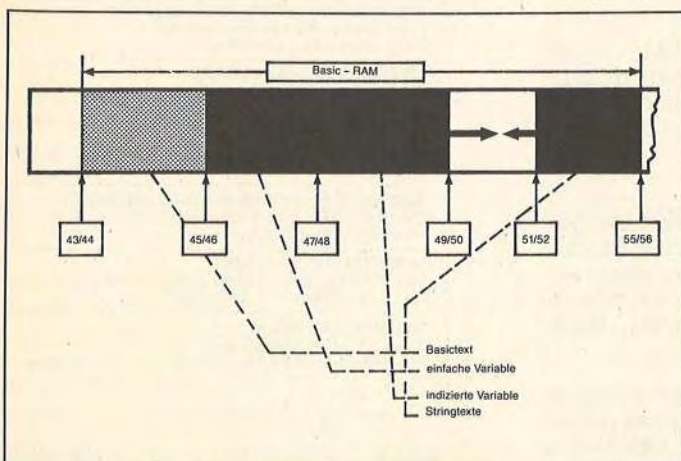 Basic – RAM
43/44
45/46
47/48
49/50
51/52
55/56
Basictext
einfache Variable
indizierte Variable
Stringtexte